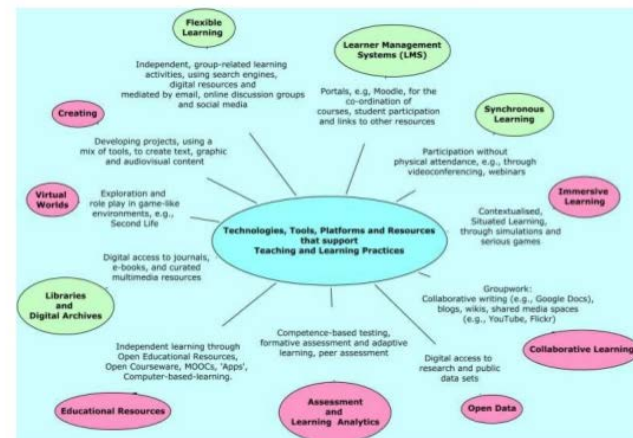 Flexible
Learning
Independent, group-related learning
activities, using search engines,
digital resources and
mediated by email, online discussion groups
and social media
Learner Management
Systems (LMS)
Portals, e.g, Moodle, for the
co-ordination of
courses, student participation
and links to other resources
Creating
Developing projects, using a
mix of tools, to create text, graphic
and audiovisual content
Synchronous
Learning
Participation without
physical attendance, e.g., through
videoconferencing, webinars
Virtual
Worlds
Exploration and
role play in game-like
environments, e.g.,
Second Life
Immersive
Learning
Contextualised,
Situated Learning,
through simulations and
serious games
Technologies, Tools, Platforms and Resources
that support
Teaching and Learning Practices
Digital access to journals,
e-books, and curated
multimedia resources
Libraries
and
Digital Archives
Groupwork:
Collaborative writing (e.g., Google Docs),
blogs, wikis, shared media spaces
(e.g., YouTube, Flickr)
Collaborative Learning
Independent learning through
Open Educational Resources,
Open Courseware, MOOCs, 'Apps',
Computer-based-learning.
Educational Resources
Competence-based testing,
formative assessment and adaptive
learning, peer assessment
Assessment
and
Learning Analytics
Digital access to
research and public
data sets
Open Data